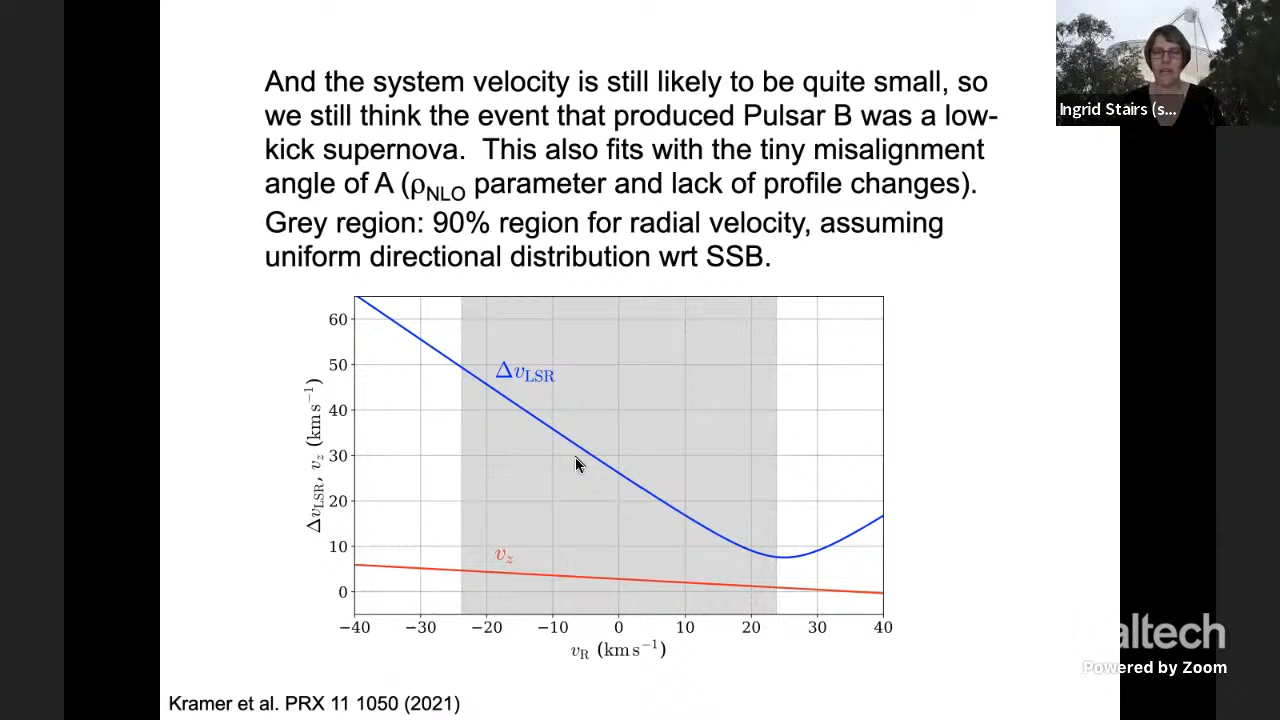 And the system velocity is still likely to be quite small, so
we still think the event that produced Pulsar B was a low-
kick supernova.  This also fits with the tiny misalignment
angle of A (ρNLO parameter and lack of profile changes).
Grey region: 90% region for radial velocity, assuming
uniform directional distribution wrt SSB.
Ingrid Stairs (s...
60
50
40
30
20
10
0
ΔvLSR, vz (km s−1)
ΔvLSR
vz
−40 −30 −20 −10 0 10 20 30 40
vR (km s−1)
altech
Powered by Zoom
Kramer et al. PRX 11 1050 (2021)